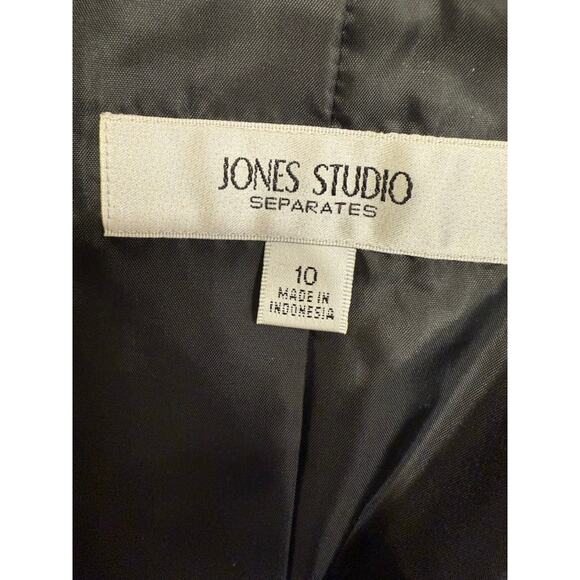 JONES STUDIO
SEPARATES
10
MADE IN
INDONESIA